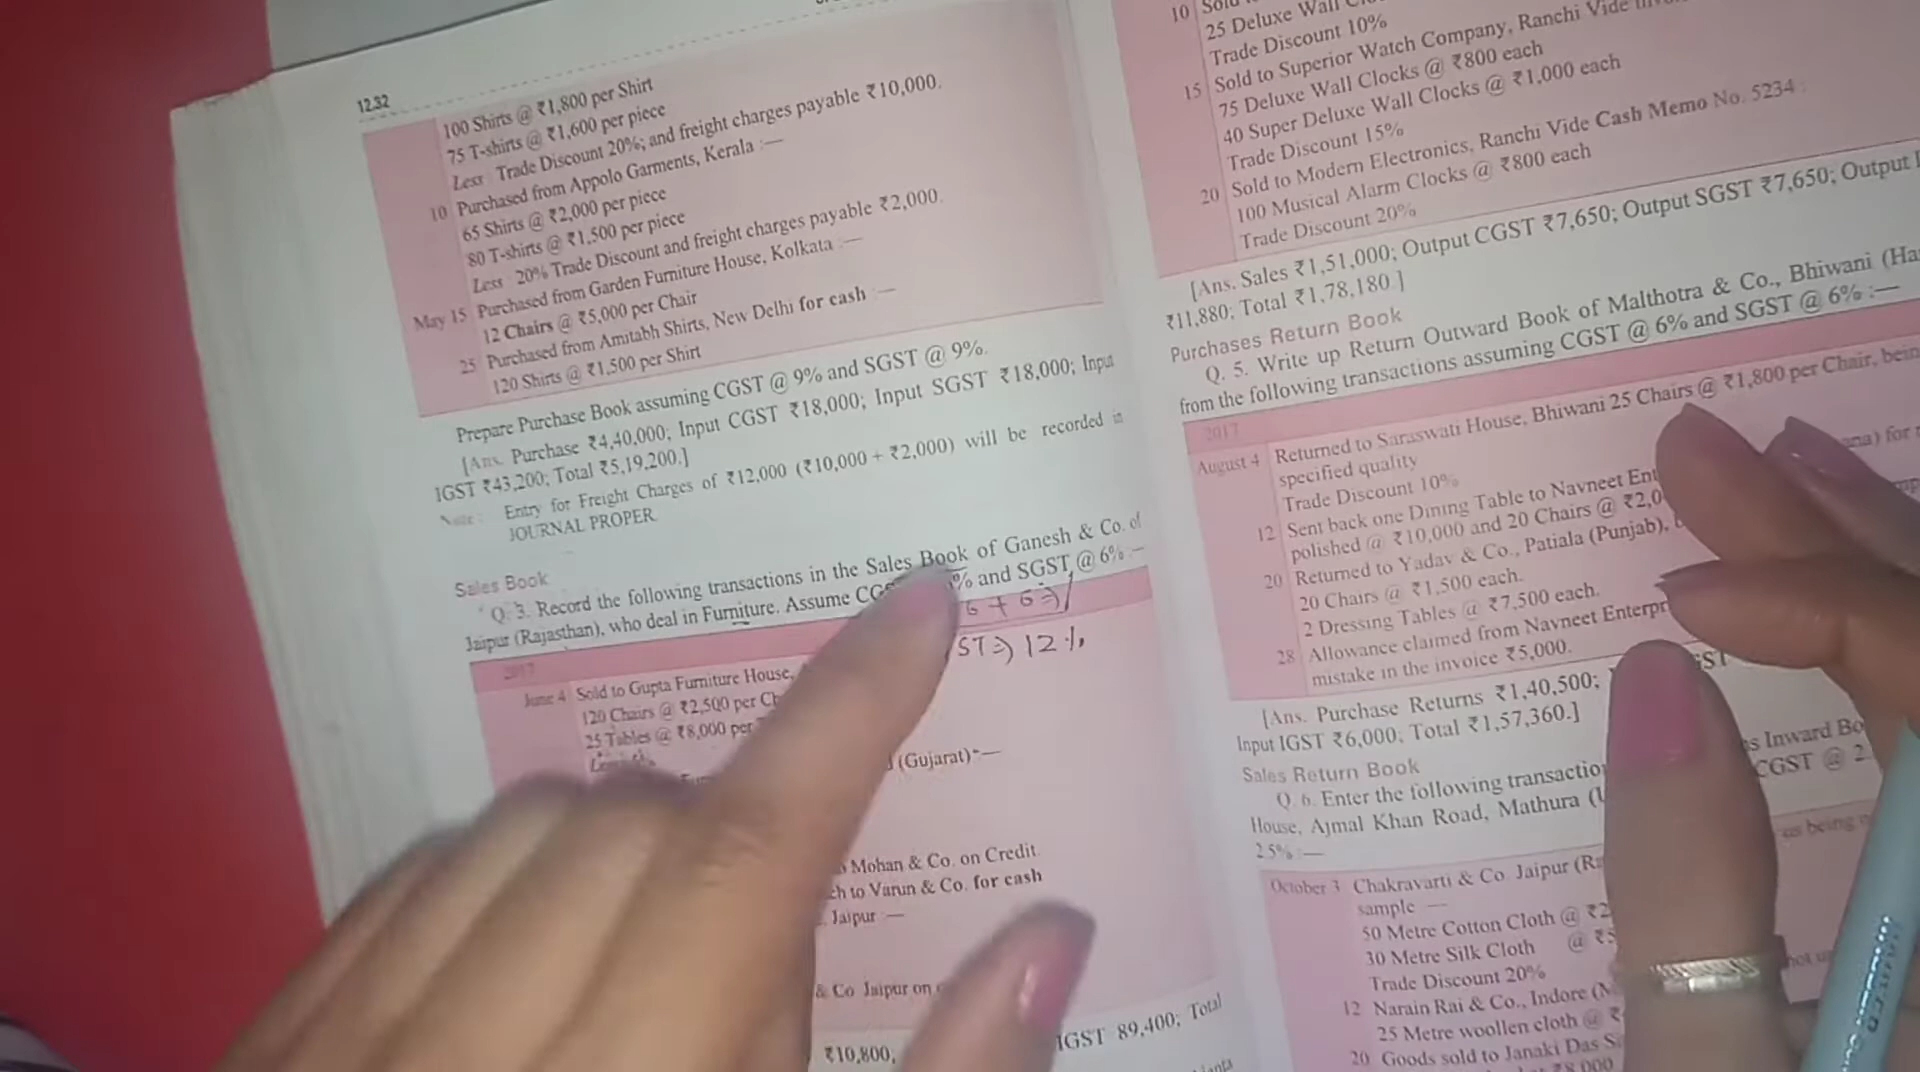 12.32
100 Shirts @ ₹1,800 per Shirt
75 T-shirts @ ₹1,600 per piece
Less : Trade Discount 20%; and freight charges payable ₹10,000.
10 Purchased from Appolo Garments, Kerala :—
65 Shirts @ ₹2,000 per piece
80 T-shirts @ ₹1,500 per piece
Less : 20% Trade Discount and freight charges payable ₹2,000.
May 15 Purchased from Garden Furniture House, Kolkata :—
12 Chairs @ ₹5,000 per Chair
25 Purchased from Amitabh Shirts, New Delhi for cash :—
120 Shirts @ ₹1,500 per Shirt
Prepare Purchase Book assuming CGST @ 9% and SGST @ 9%.
[Ans. Purchase ₹4,40,000; Input CGST ₹18,000; Input SGST ₹18,000; Input
IGST ₹43,200; Total ₹5,19,200.]
Note : Entry for Freight Charges of ₹12,000 (₹10,000 + ₹2,000) will be recorded in
JOURNAL PROPER.
Sales Book
Q. 3. Record the following transactions in the Sales Book of Ganesh & Co. of
Jaipur (Rajasthan), who deal in Furniture. Assume % and SGST @ 6% :—
6 + 6 ⇒
ST ⇒ 12%
2017
June 4 Sold to Gupta Furniture House,
120 Chairs @ ₹2,500 per
25 Tables @ ₹8,000 per
(Gujarat) :—
Mohan & Co. on Credit.
to Varun & Co. for cash
Jaipur :—
& Co Jaipur on
₹10,800, IGST 89,400; Total
10
25 Deluxe Wall
Trade Discount 10%
15 Sold to Superior Watch Company, Ranchi Vide
75 Deluxe Wall Clocks @ ₹800 each
40 Super Deluxe Wall Clocks @ ₹1,000 each
Trade Discount 15%
20 Sold to Modern Electronics, Ranchi Vide Cash Memo No. 5234 :
100 Musical Alarm Clocks @ ₹800 each
Trade Discount 20%
[Ans. Sales ₹1,51,000; Output CGST ₹7,650; Output SGST ₹7,650; Output
₹11,880; Total ₹1,78,180.]
Purchases Return Book
Q. 5. Write up Return Outward Book of Malthotra & Co., Bhiwani
from the following transactions assuming CGST @ 6% and SGST @ 6% :—
2017
August 4 Returned to Saraswati House, Bhiwani 25 Chairs @ ₹1,800 per Chair, being
specified quality
Trade Discount 10%
12 Sent back one Dining Table to Navneet for
polished @ ₹10,000 and 20 Chairs @
20 Returned to Yadav & Co., Patiala (Punjab),
20 Chairs @ ₹1,500 each.
2 Dressing Tables @ ₹7,500 each.
28 Allowance claimed from Navneet
mistake in the invoice ₹5,000.
[Ans. Purchase Returns ₹1,40,500;
Input IGST ₹6,000; Total ₹1,57,360.]
Sales Return Book
Q. 6. Enter the following Inward
House, Ajmal Khan Road, Mathura CGST @
2.5% :—
October 3 Chakravarti & Co. Jaipur
sample :—
50 Metre Cotton Cloth @
30 Metre Silk Cloth @
Trade Discount 20%
12 Narain Rai & Co., Indore
25 Metre woollen cloth @
20 Goods sold to Janaki Das